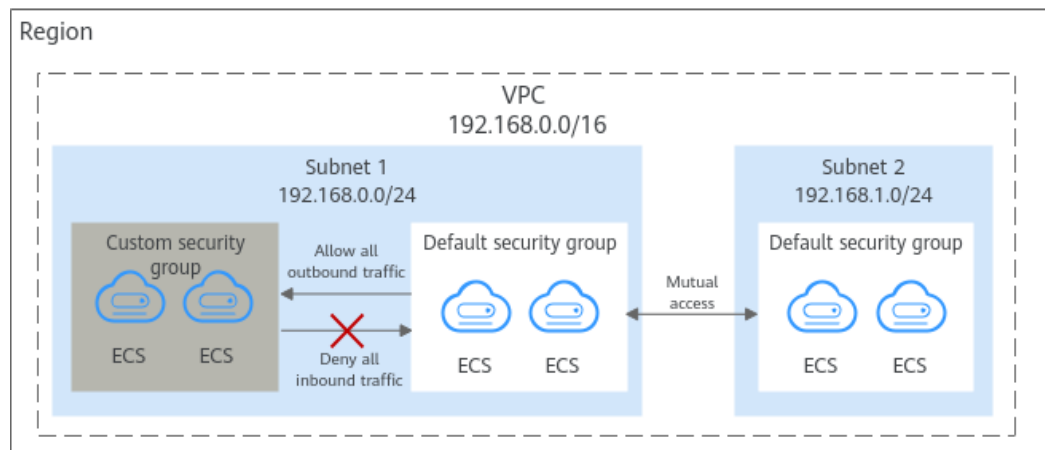 Region
VPC
192.168.0.0/16
Subnet 1
192.168.0.0/24
Custom security
group
ECS
ECS
Allow all
outbound traffic
Deny all
inbound traffic
Default security group
ECS
ECS
Mutual
access
Subnet 2
192.168.1.0/24
Default security group
ECS
ECS